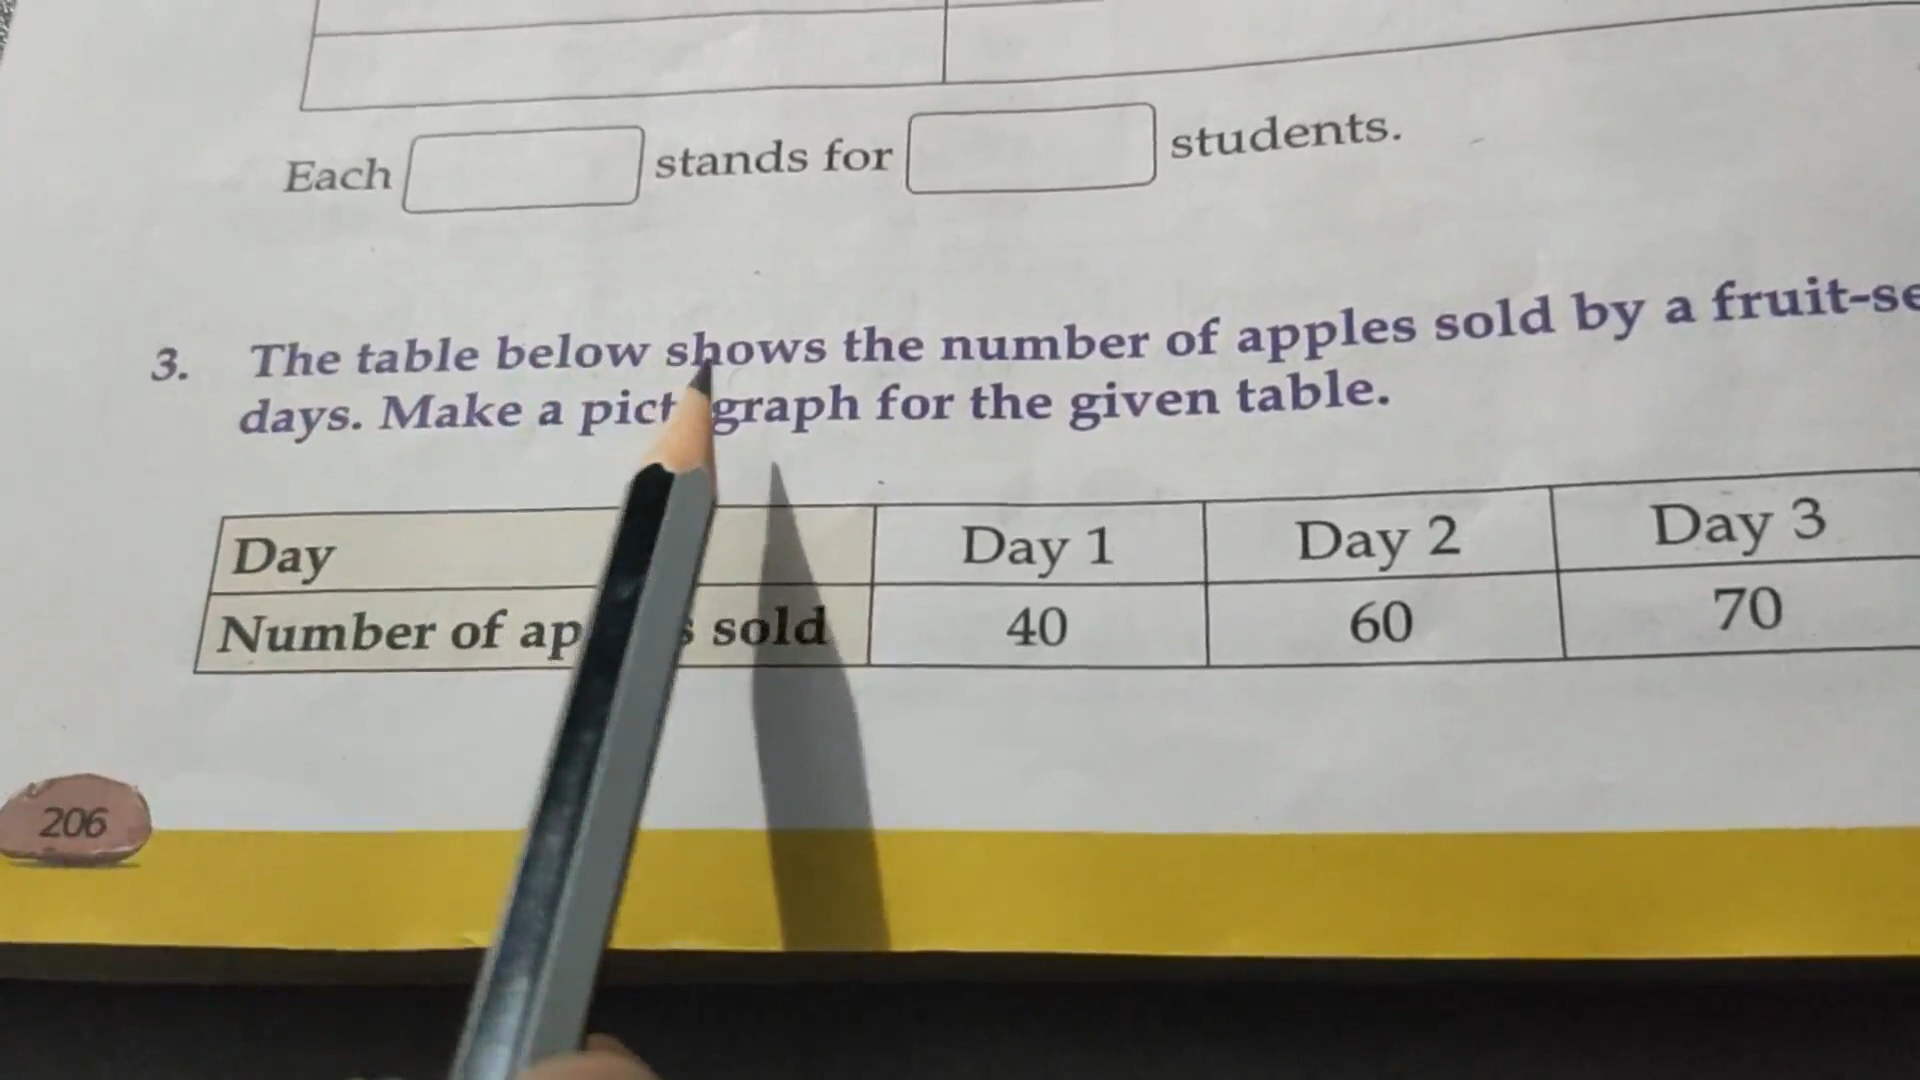 Each stands for students.
3. The table below shows the number of apples sold by a fruit-se
days. Make a pict graph for the given table.
Day Day 1 Day 2 Day 3
Number of ap s sold 40 60 70
206